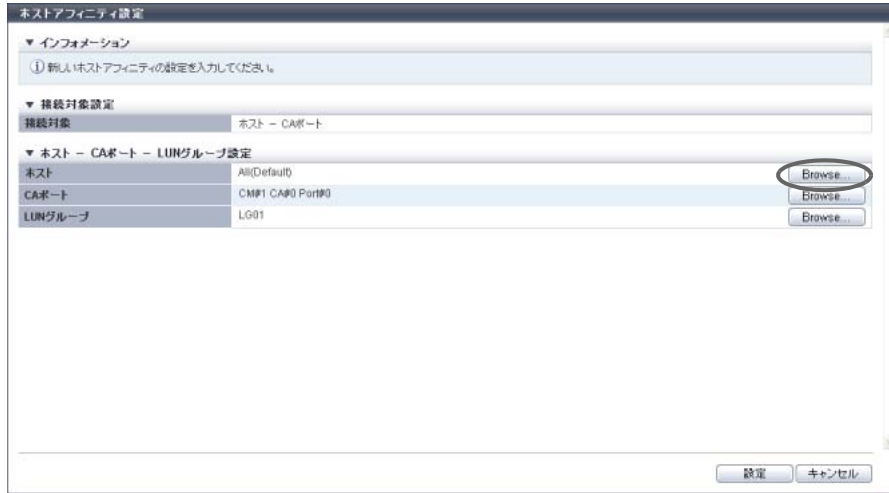 ホストアフィニティ設定
▼ インフォメーション
ⓘ 新しいホストアフィニティの設定を入力してください。
▼ 接続対象設定
接続対象 ホスト － CAポート
▼ ホスト － CAポート － LUNグループ設定
ホスト All(Default) Browse...
CAポート CM#1 CA#0 Port#0 Browse...
LUNグループ LG01 Browse...
設定 キャンセル